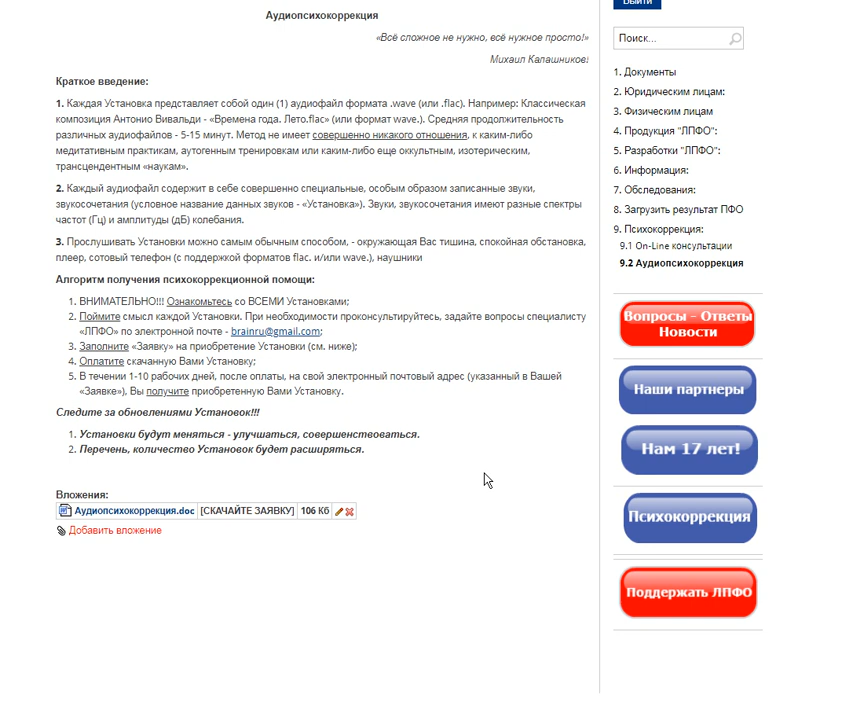 Аудиопсихокоррекция
«Всё сложное не нужно, всё нужное просто!»
Михаил Калашников!
Краткое введение:
1. Каждая Установка представляет собой один (1) аудиофайл формата .wave (или .flac). Например: Классическая
композиция Антонио Вивальди - «Времена года. Лето.flac» (или формат wave.). Средняя продолжительность
различных аудиофайлов - 5-15 минут. Метод не имеет совершенно никакого отношения, к каким-либо
медитативным практикам, аутогенным тренировкам или каким-либо еще оккультным, изотерическим,
трансцендентным «наукам».
2. Каждый аудиофайл содержит в себе совершенно специальные, особым образом записанные звуки,
звукосочетания (условное название данных звуков - «Установка»). Звуки, звукосочетания имеют разные спектры
частот (Гц) и амплитуды (дБ) колебания.
3. Прослушивать Установки можно самым обычным способом, - окружающая Вас тишина, спокойная обстановка,
плеер, сотовый телефон (с поддержкой форматов flac. и/или wave.), наушники
Алгоритм получения психокоррекционной помощи:
1. ВНИМАТЕЛЬНО!!! Ознакомьтесь со ВСЕМИ Установками;
2. Поймите смысл каждой Установки. При необходимости проконсультируйтесь, задайте вопросы специалисту
«ЛПФО» по электронной почте - brainru@gmail.com;
3. Заполните «Заявку» на приобретение Установки (см. ниже);
4. Оплатите скачанную Вами Установку;
5. В течении 1-10 рабочих дней, после оплаты, на свой электронный почтовый адрес (указанный в Вашей
«Заявке»), Вы получите приобретенную Вами Установку.
Следите за обновлениями Установок!!!
1. Установки будут меняться - улучшаться, совершенствоваться.
2. Перечень, количество Установок будет расширяться.
Вложения:
Аудиопсихокоррекция.doc [СКАЧАЙТЕ ЗАЯВКУ] 106 Кб
Добавить вложение
Выйти
Поиск...
1. Документы
2. Юридическим лицам:
3. Физическим лицам
4. Продукция "ЛПФО":
5. Разработки "ЛПФО":
6. Информация:
7. Обследования:
8. Загрузить результат ПФО
9. Психокоррекция:
9.1 On-Line консультации
9.2 Аудиопсихокоррекция
Вопросы - Ответы
Новости
Наши партнеры
Нам 17 лет!
Психокоррекция
Поддержать ЛПФО